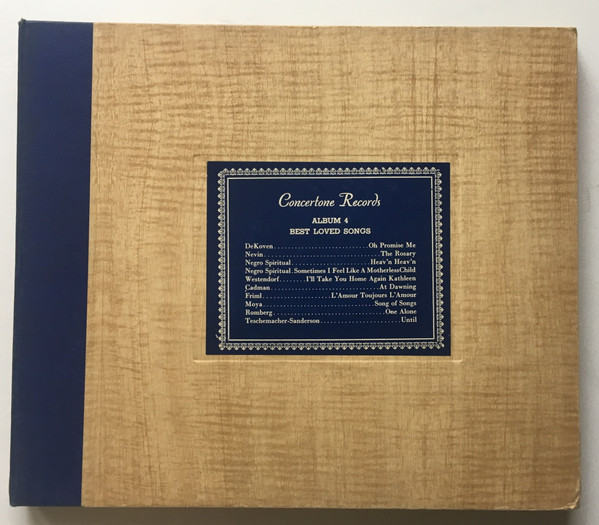 Concertone Records
ALBUM 4
BEST LOVED SONGS
DeKoven..............................Oh Promise Me
Nevin..............................The Rosary
Negro Spiritual..............................Heav'n Heav'n
Negro Spiritual.Sometimes I Feel Like A MotherlessChild
Westendorf........I'll Take You Home Again Kathleen
Cadman..............................At Dawning
Friml....................L'Amour Toujours L'Amour
Moya..............................Song of Songs
Romberg..............................One Alone
Teschemacher-Sanderson....................Until